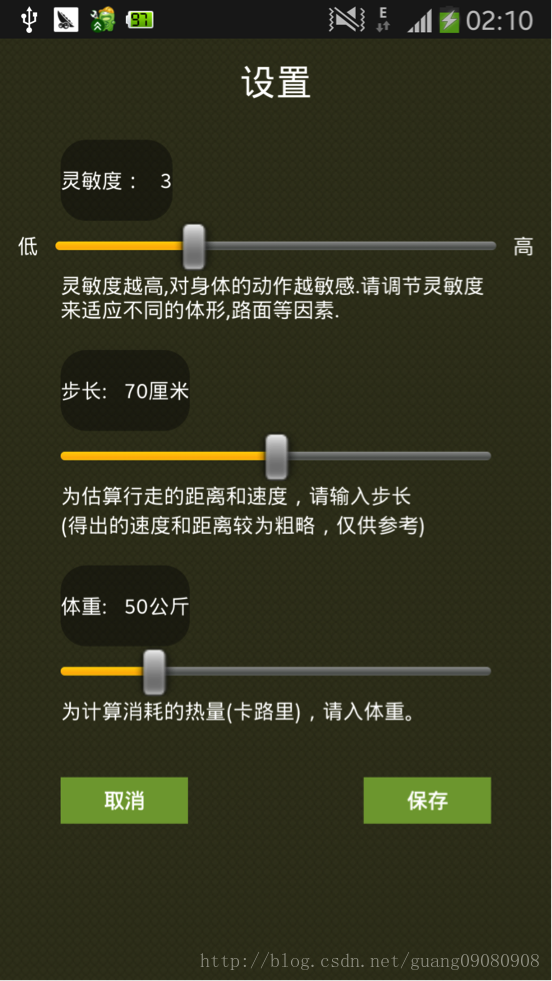 97
E
02:10
设置
灵敏度： 3
低
高
灵敏度越高,对身体的动作越敏感.请调节灵敏度
来适应不同的体形,路面等因素.
步长: 70厘米
为估算行走的距离和速度，请输入步长
(得出的速度和距离较为粗略，仅供参考)
体重: 50公斤
为计算消耗的热量(卡路里)，请入体重。
取消
保存
http://blog.csdn.net/guang09080908